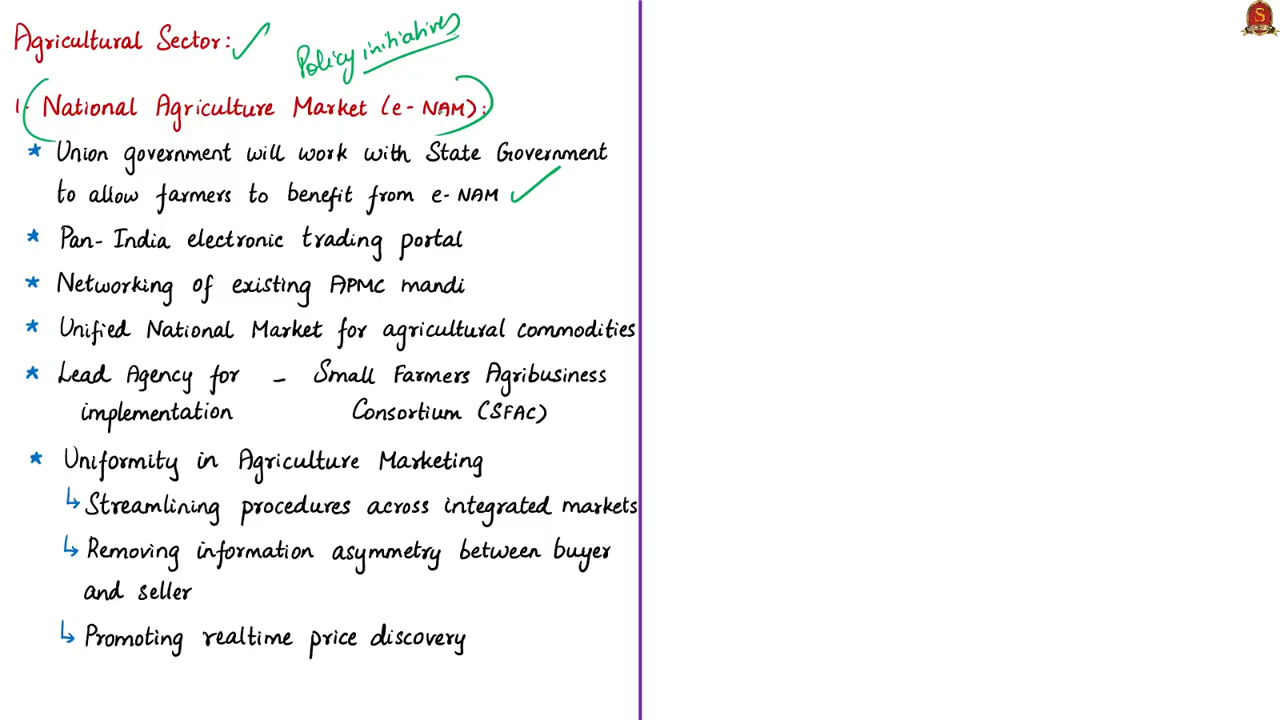 Agricultural Sector:
Policy initiatives
1. National Agriculture Market (e-NAM):
* Union government will work with State Government
to allow farmers to benefit from e-NAM
* Pan-India electronic trading portal
* Networking of existing APMC mandi
* Unified National Market for agricultural commodities
* Lead Agency for - Small Farmers Agribusiness
implementation Consortium (SFAC)
* Uniformity in Agriculture Marketing
↳ Streamlining procedures across integrated markets
↳ Removing information asymmetry between buyer
and seller
↳ Promoting realtime price discovery